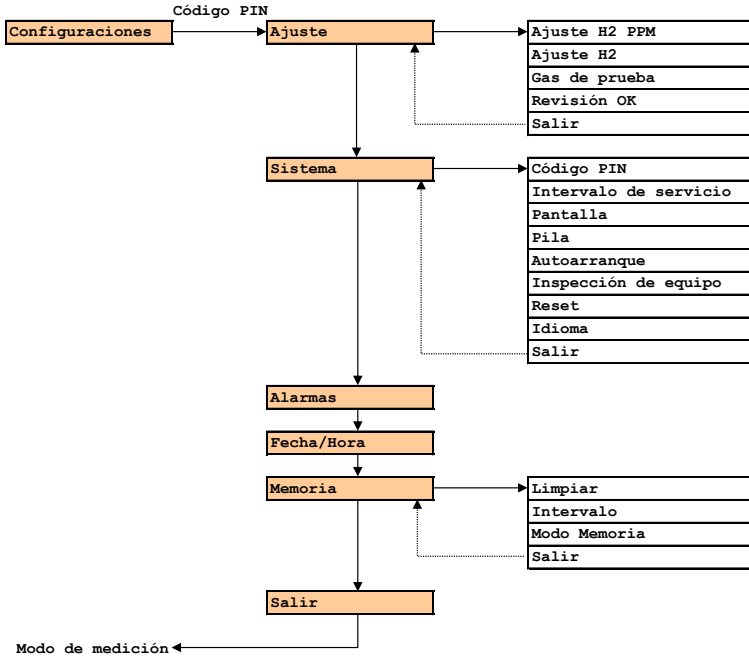 Código PIN
Configuraciones
Ajuste
Ajuste H2 PPM
Ajuste H2
Gas de prueba
Revisión OK
Salir
Sistema
Código PIN
Intervalo de servicio
Pantalla
Pila
Autoarranque
Inspección de equipo
Reset
Idioma
Salir
Alarmas
Fecha/Hora
Memoria
Limpiar
Intervalo
Modo Memoria
Salir
Salir
Modo de medición